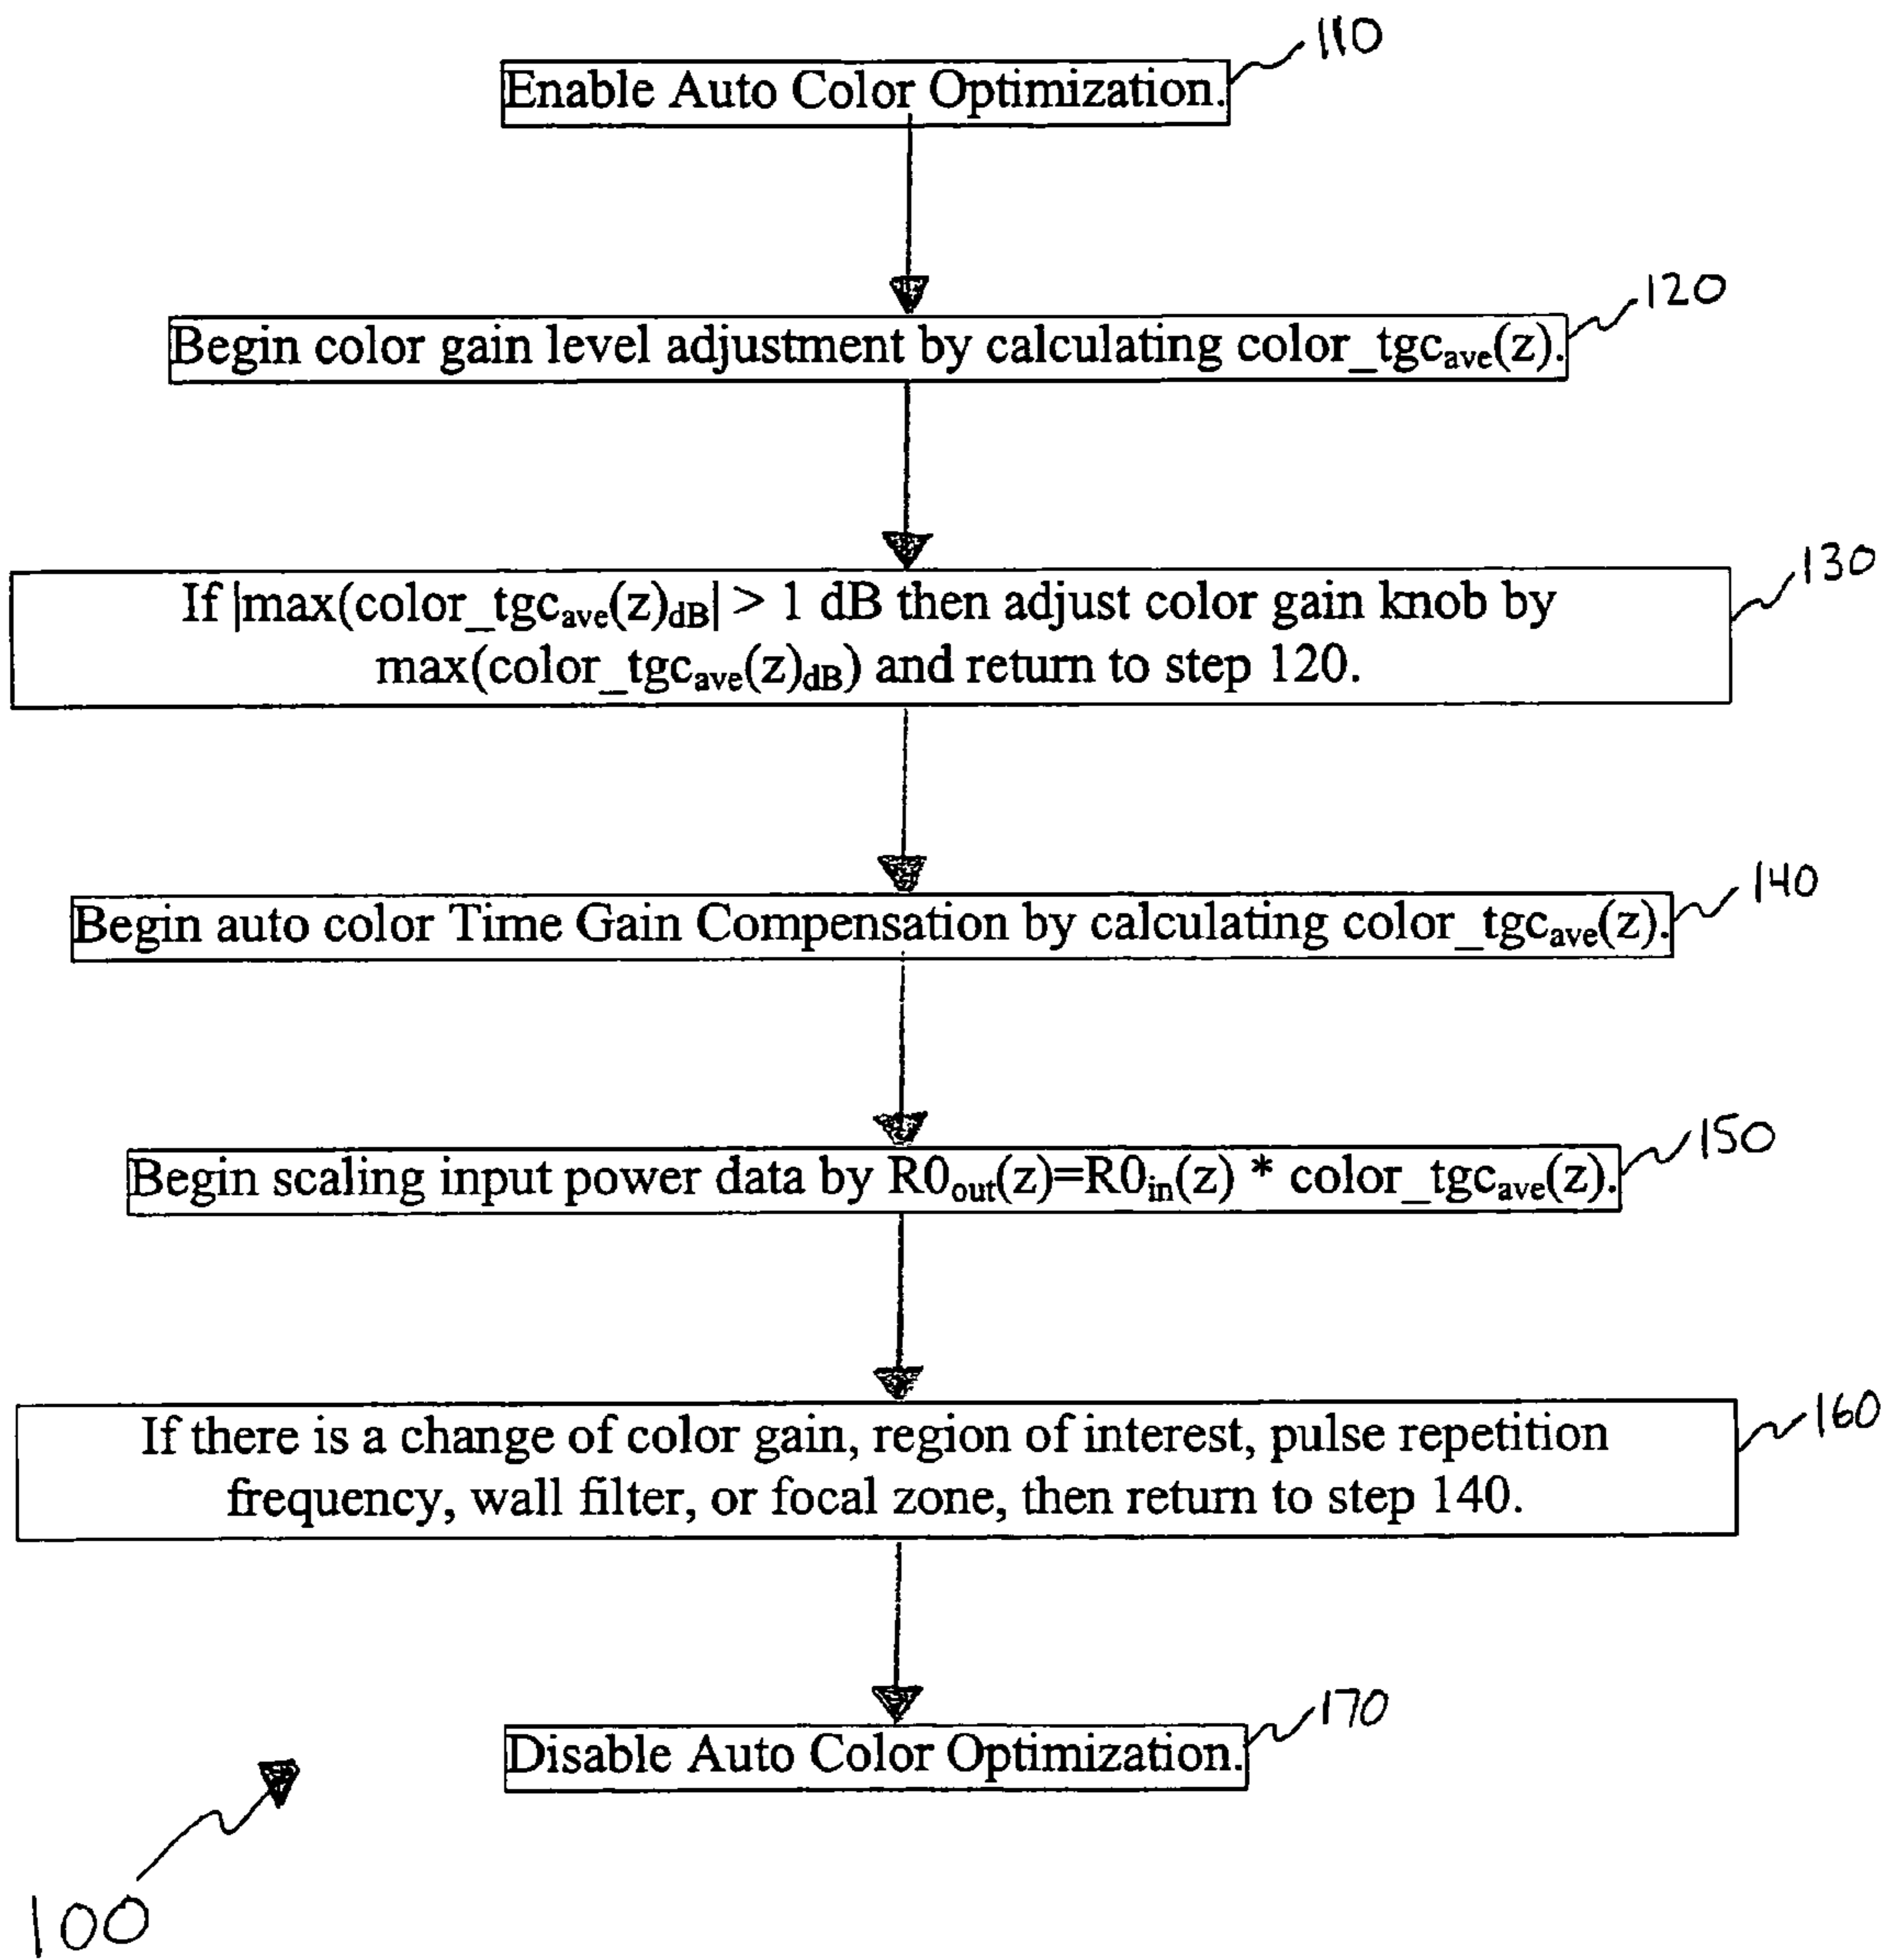 110
Enable Auto Color Optimization.
120
Begin color gain level adjustment by calculating color_tgcave(z).
130
If |max(color_tgcave(z)dB| > 1 dB then adjust color gain knob by
max(color_tgcave(z)dB) and return to step 120.
140
Begin auto color Time Gain Compensation by calculating color_tgcave(z).
150
Begin scaling input power data by R0out(z)=R0in(z) * color_tgcave(z).
160
If there is a change of color gain, region of interest, pulse repetition
frequency, wall filter, or focal zone, then return to step 140.
170
Disable Auto Color Optimization.
100